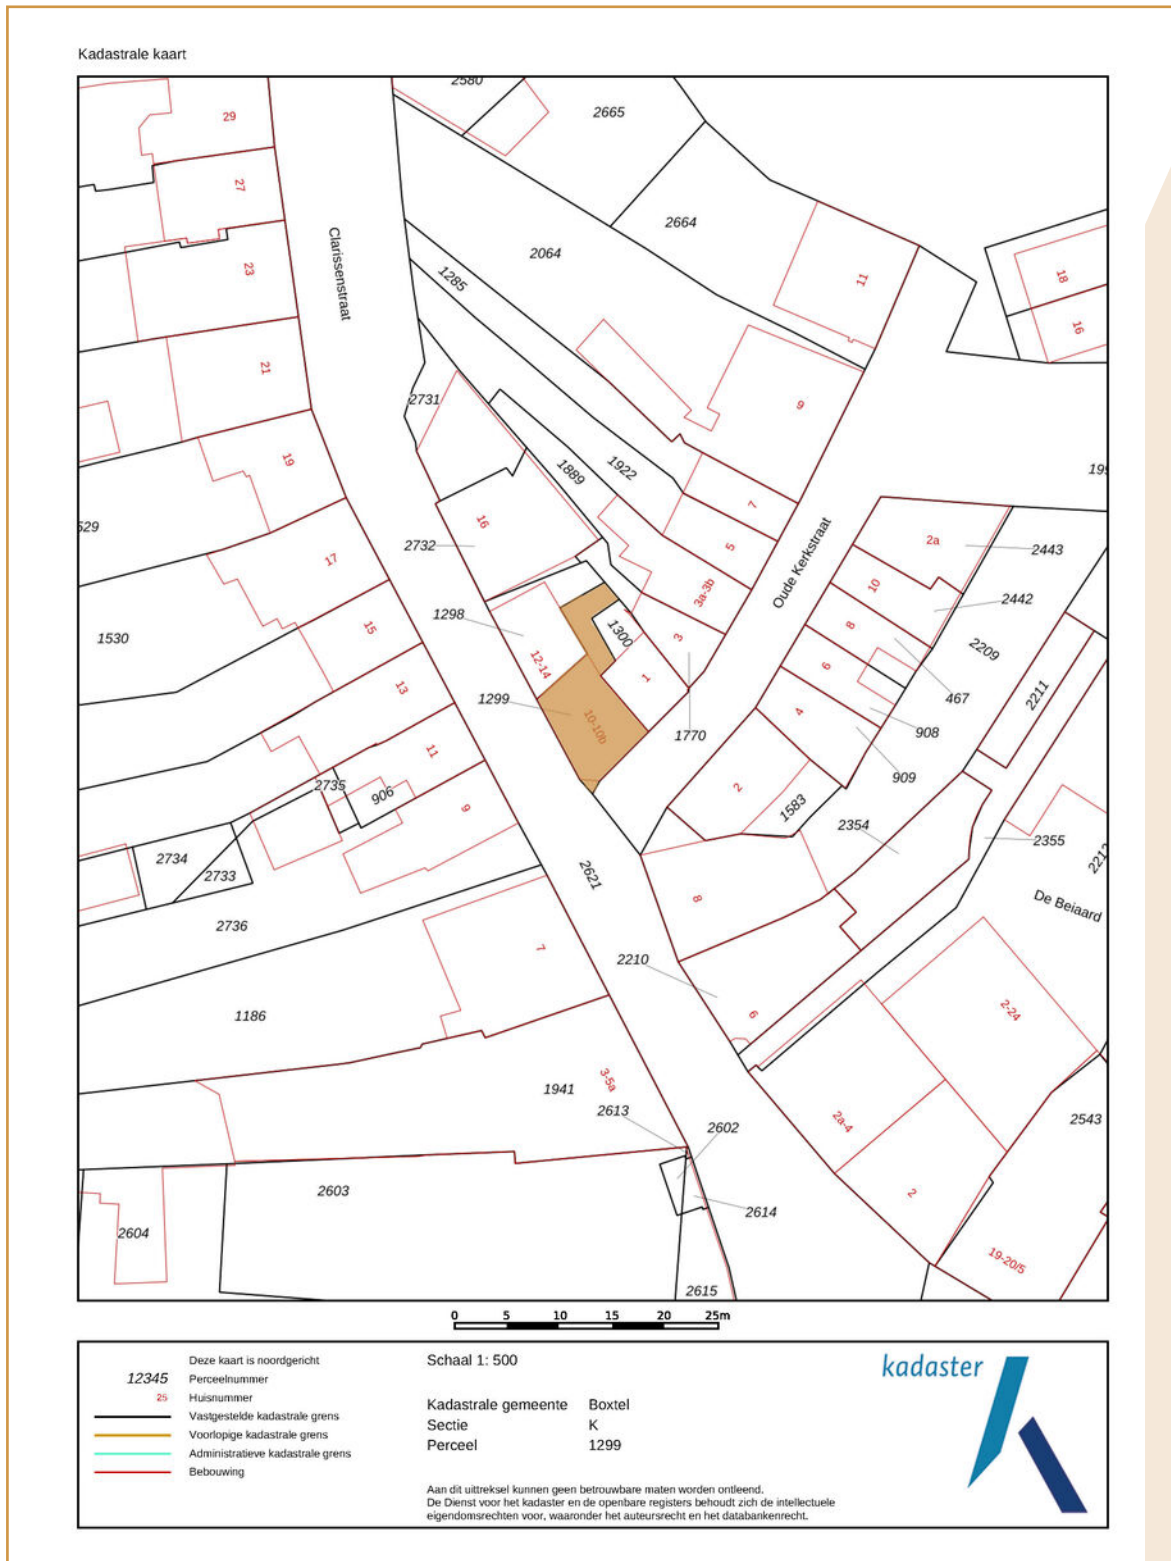 Kadastrale kaart
2580
2665
29
27
2664
Clarissenstraat
2064
11
18
23
1285
16
21
2731
9
19
1889
1922
7
529
16
2732
5
2a
2443
17
Oude Kerkstraat
10
3a-3b
2442
1298
15
1300
3
8
2209
1530
12-14
6
467
2211
13
1
1299
10-10b
4
908
1770
11
909
2735
906
2
1583
9
2354
2355
2734
2733
2621
2212
De Beiaard
8
2736
7
2210
6
2-24
1186
3-5a
1941
2613
2602
2a-4
2543
2603
2
2614
2604
19-20/5
2615
0 5 10 15 20 25m
Deze kaart is noordgericht
12345 Perceelnummer
25 Huisnummer
Vastgestelde kadastrale grens
Voorlopige kadastrale grens
Administratieve kadastrale grens
Bebouwing
Schaal 1: 500
Kadastrale gemeente Boxtel
Sectie K
Perceel 1299
Aan dit uittreksel kunnen geen betrouwbare maten worden ontleend.
De Dienst voor het kadaster en de openbare registers behoudt zich de intellectuele
eigendomsrechten voor, waaronder het auteursrecht en het databankenrecht.
kadaster